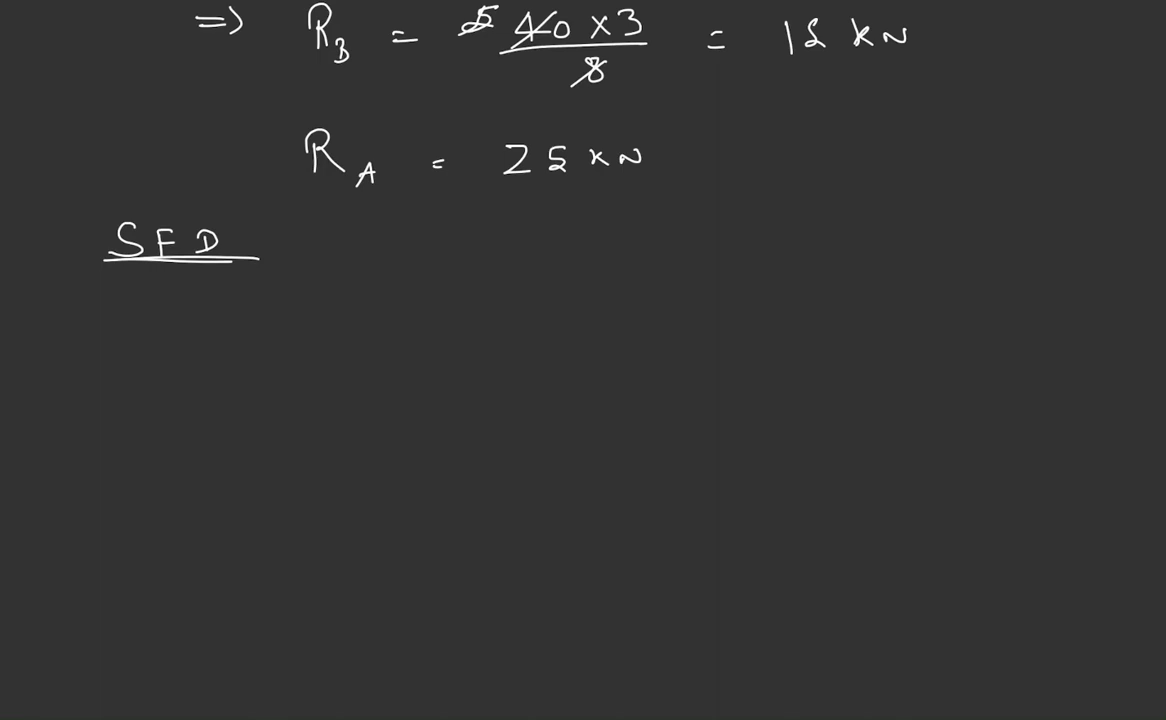 => R_B = 5 40 x 3 / 8 = 15 kN
R_A = 25 kN
SFD